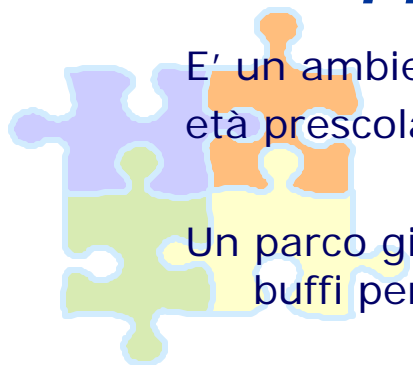 E' un ambie
età prescola
Un parco gi
buffi per